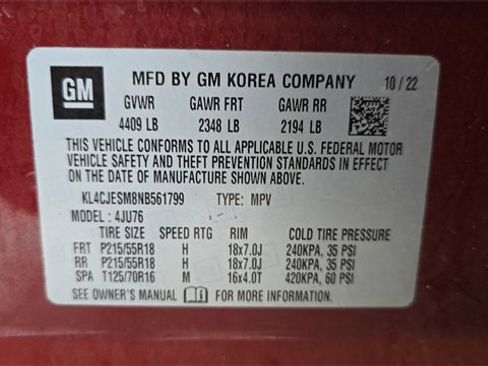 GM MFD BY GM KOREA COMPANY 10 / 22
GVWR GAWR FRT GAWR RR
4409 LB 2348 LB 2194 LB
THIS VEHICLE CONFORMS TO ALL APPLICABLE U.S. FEDERAL MOTOR
VEHICLE SAFETY AND THEFT PREVENTION STANDARDS IN EFFECT
ON THE DATE OF MANUFACTURE SHOWN ABOVE.
KL4CJESM8NB561799 TYPE: MPV
MODEL : 4JU76
TIRE SIZE SPEED RTG RIM COLD TIRE PRESSURE
FRT P215/55R18 H 18x7.0J 240KPA, 35 PSI
RR P215/55R18 H 18x7.0J 240KPA, 35 PSI
SPA T125/70R16 M 16x4.0T 420KPA, 60 PSI
SEE OWNER'S MANUAL FOR MORE INFORMATION.